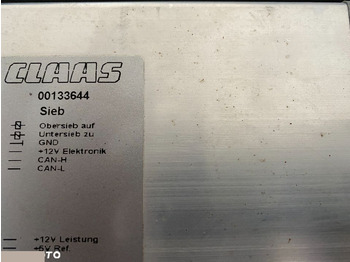 CLAAS
00133644
Sieb
Obersieb auf
Untersieb zu
GND
+12V Elektronik
CAN-H
CAN-L
+12V Leistung
+5V Ref.